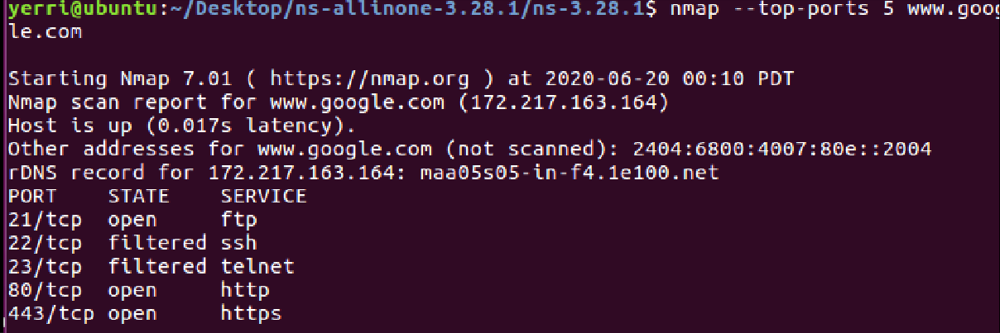 yerri@ubuntu:~/Desktop/ns-allinone-3.28.1/ns-3.28.1$ nmap --top-ports 5 www.goog
le.com
Starting Nmap 7.01 ( https://nmap.org ) at 2020-06-20 00:10 PDT
Nmap scan report for www.google.com (172.217.163.164)
Host is up (0.017s latency).
Other addresses for www.google.com (not scanned): 2404:6800:4007:80e::2004
rDNS record for 172.217.163.164: maa05s05-in-f4.1e100.net
PORT    STATE    SERVICE
21/tcp  open     ftp
22/tcp  filtered ssh
23/tcp  filtered telnet
80/tcp  open     http
443/tcp open     https